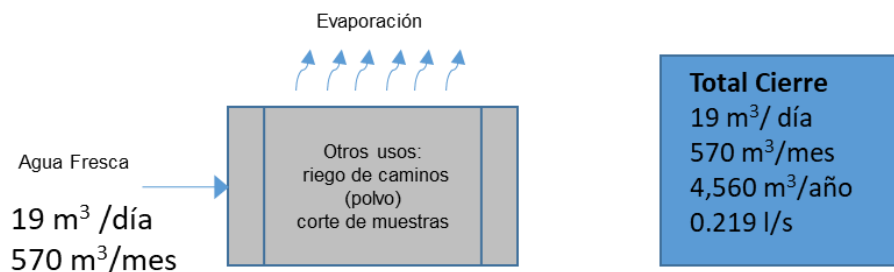 Evaporación
Agua Fresca
19 m³ /día
570 m³/mes
Otros usos:
riego de caminos
(polvo)
corte de muestras
Total Cierre
19 m³/ día
570 m³/mes
4,560 m³/año
0.219 l/s